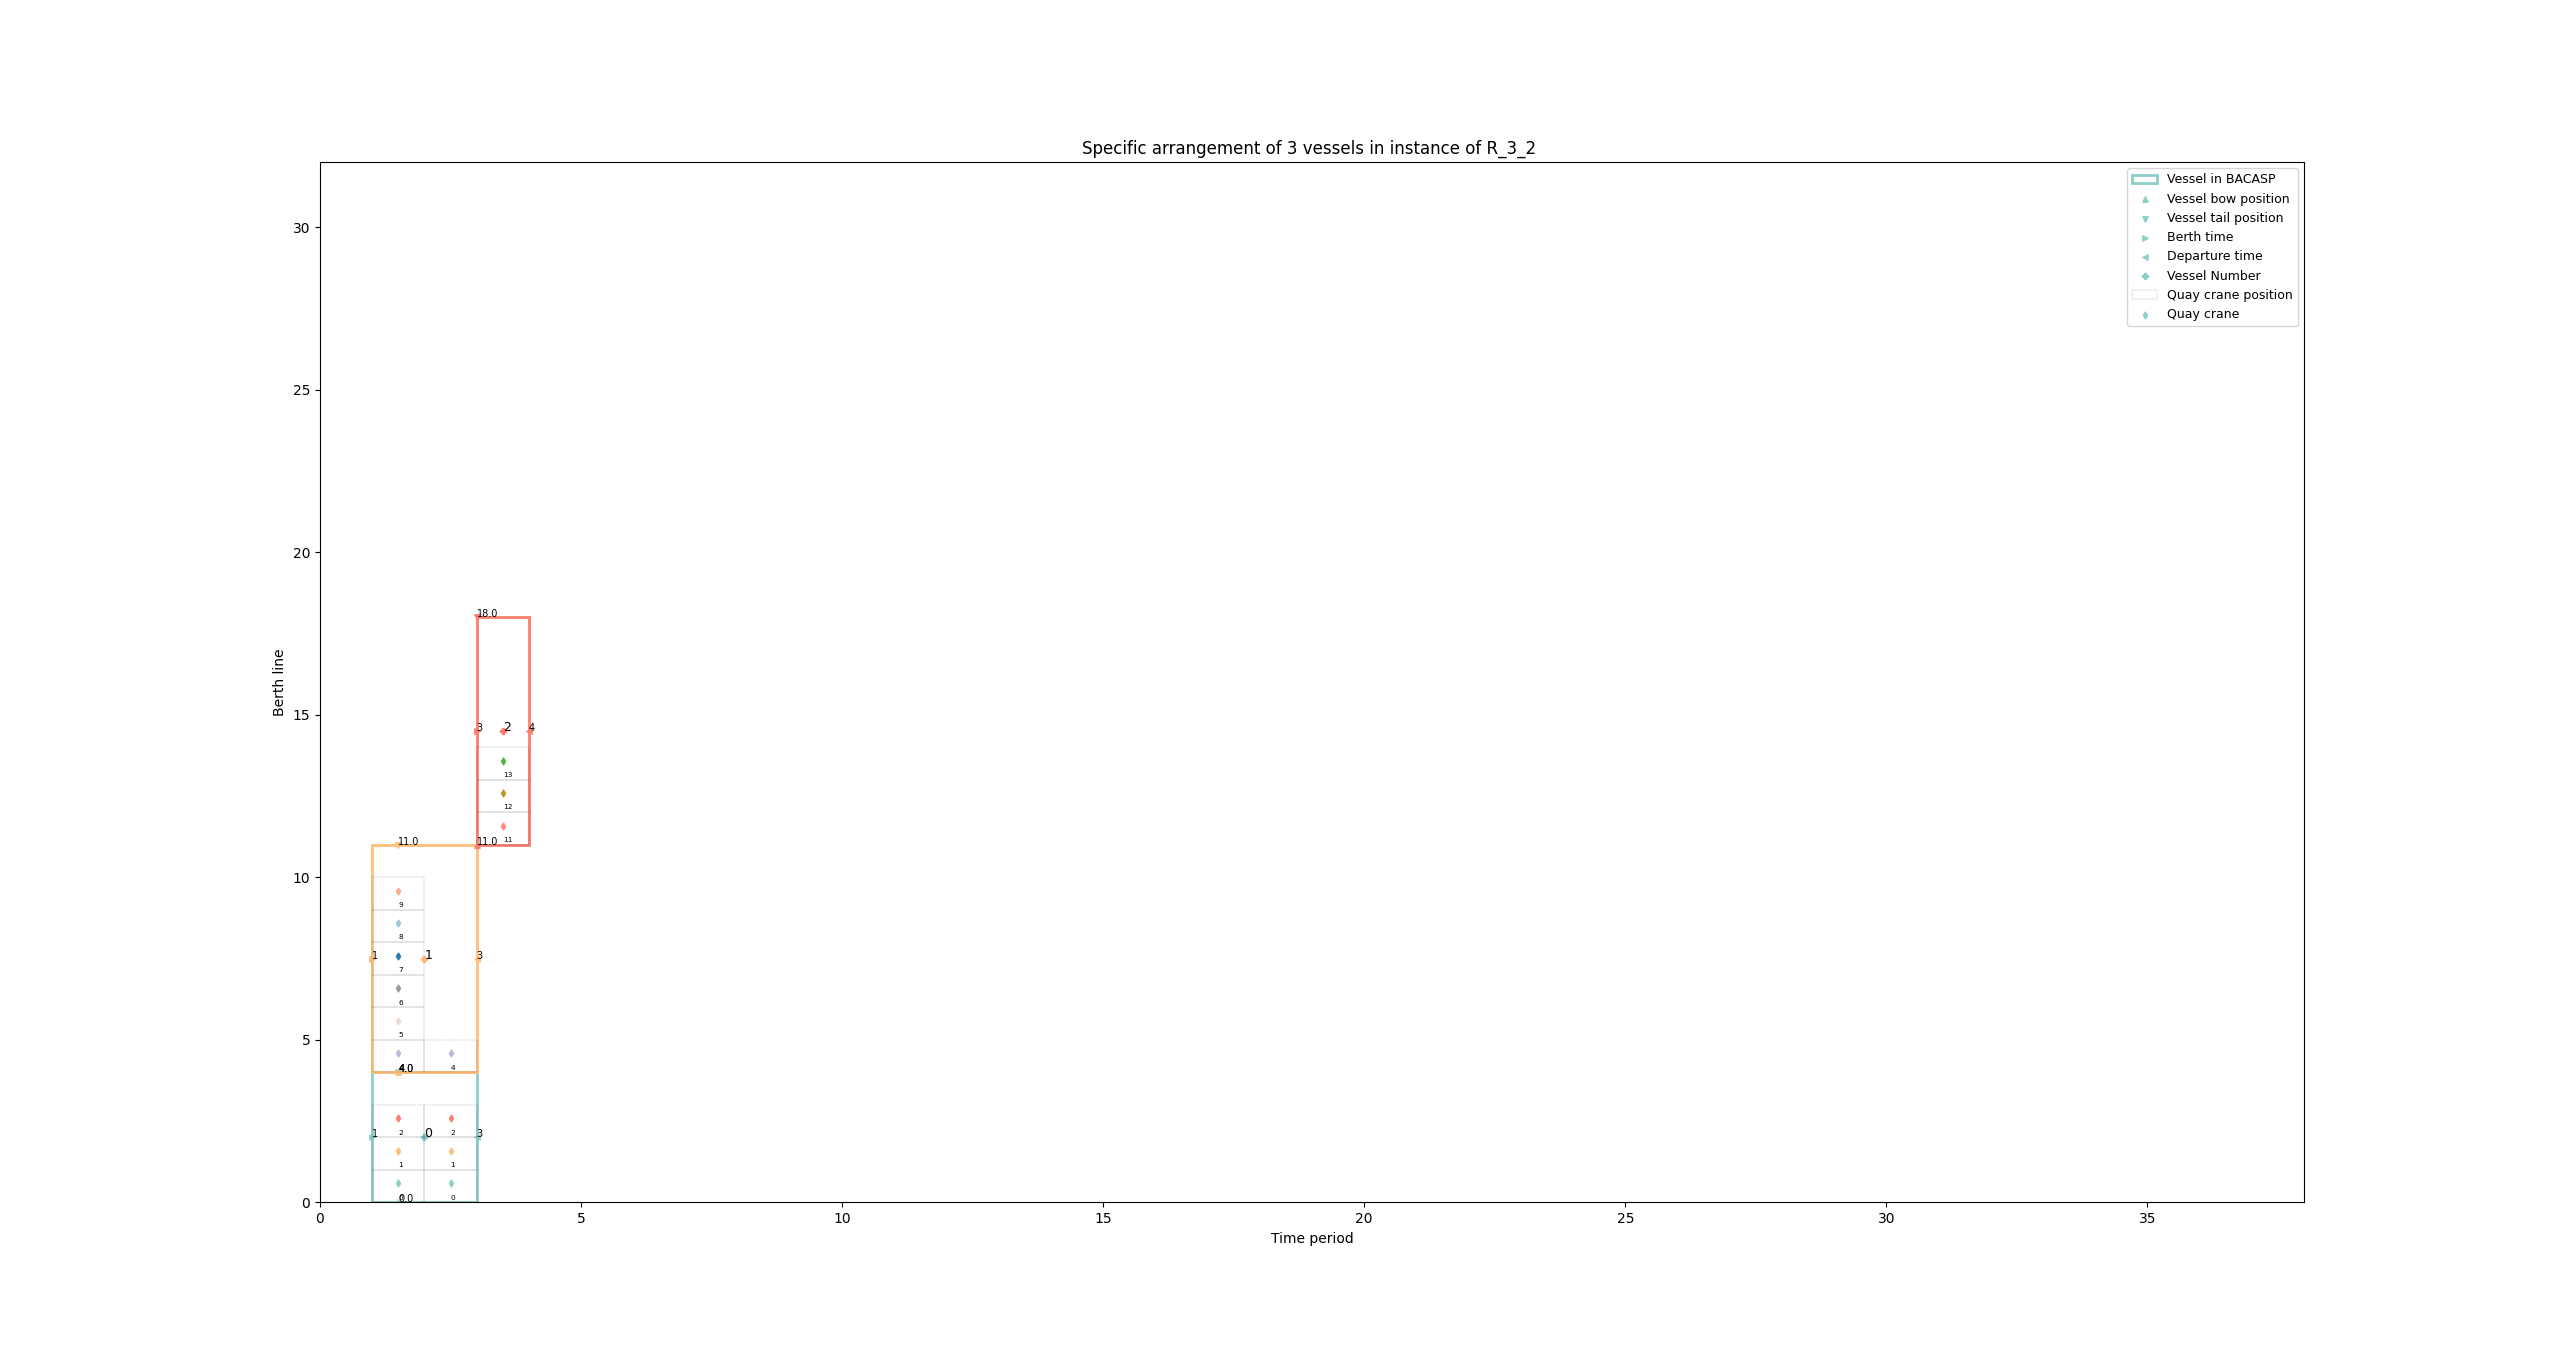 Specific arrangement of 3 vessels in instance of R_3_2
Vessel in BACASP
Vessel bow position
Vessel tail position
Berth time
Departure time
Vessel Number
Quay crane position
Quay crane
30
25
20
15
10
5
0
Berth line
18.0
3 2 4
13
12
11
11.0 11.0
9
8
1 1 3
7
6
5
4.0 4
1 2 0 2 3
1 1
0.0 0
0 5 10 15 20 25 30 35
Time period